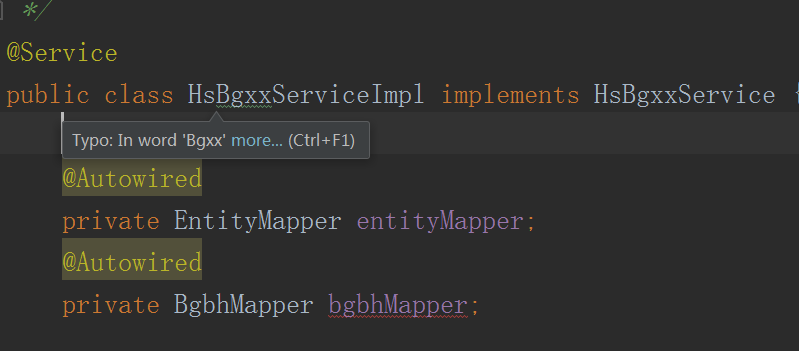 */
@Service
public class HsBgxxServiceImpl implements HsBgxxService {
Typo: In word 'Bgxx' more... (Ctrl+F1)
@Autowired
private EntityMapper entityMapper;
@Autowired
private BgbhMapper bgbhMapper;